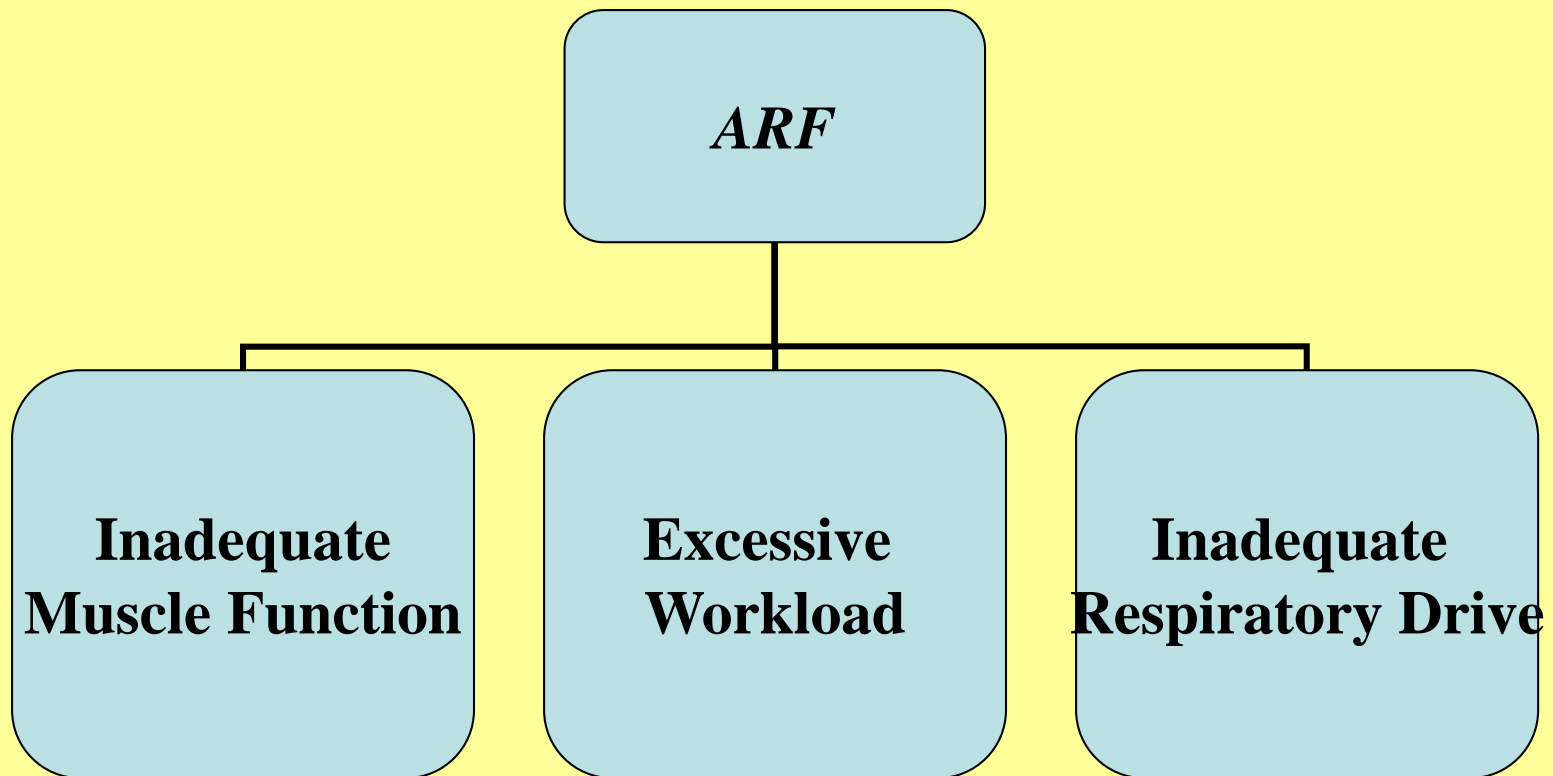 ARF
Inadequate
Muscle Function
Excessive
Workload
Inadequate
Respiratory Drive